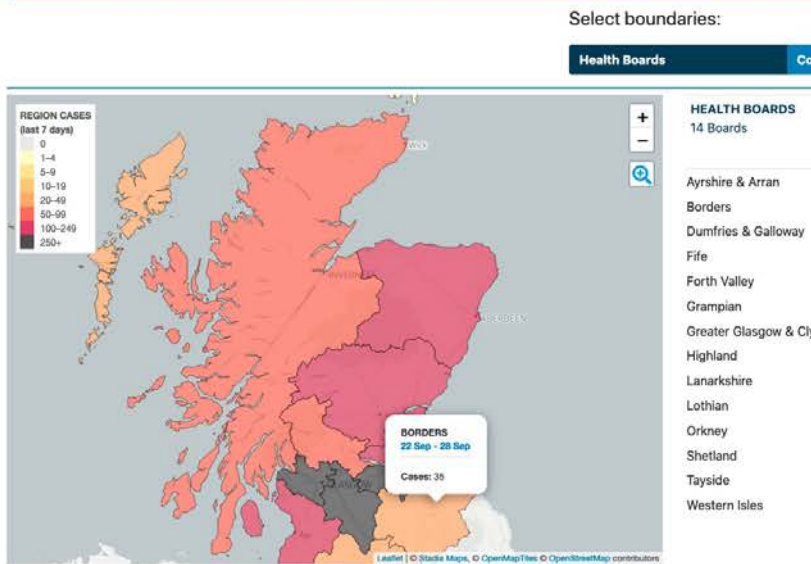 Select boundaries:
Health Boards
Co
REGION CASES
(last 7 days)
0
1–4
5–9
10–19
20–49
50–99
100–249
250+
+
−
WICK
ABERDEEN
BORDERS
22 Sep - 28 Sep
Cases: 35
Leaflet | © Stadia Maps, © OpenMapTiles © OpenStreetMap contributors
HEALTH BOARDS
14 Boards
Ayrshire & Arran
Borders
Dumfries & Galloway
Fife
Forth Valley
Grampian
Greater Glasgow & Cly
Highland
Lanarkshire
Lothian
Orkney
Shetland
Tayside
Western Isles